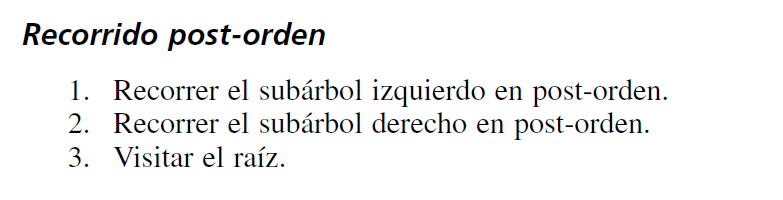 Recorrido post-orden
1. Recorrer el subárbol izquierdo en post-orden.
2. Recorrer el subárbol derecho en post-orden.
3. Visitar el raíz.